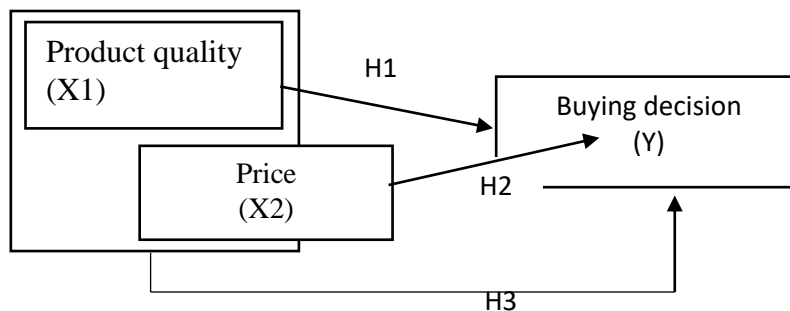 Product quality
(X1)
H1
Buying decision
(Y)
Price
(X2)
H2
H3